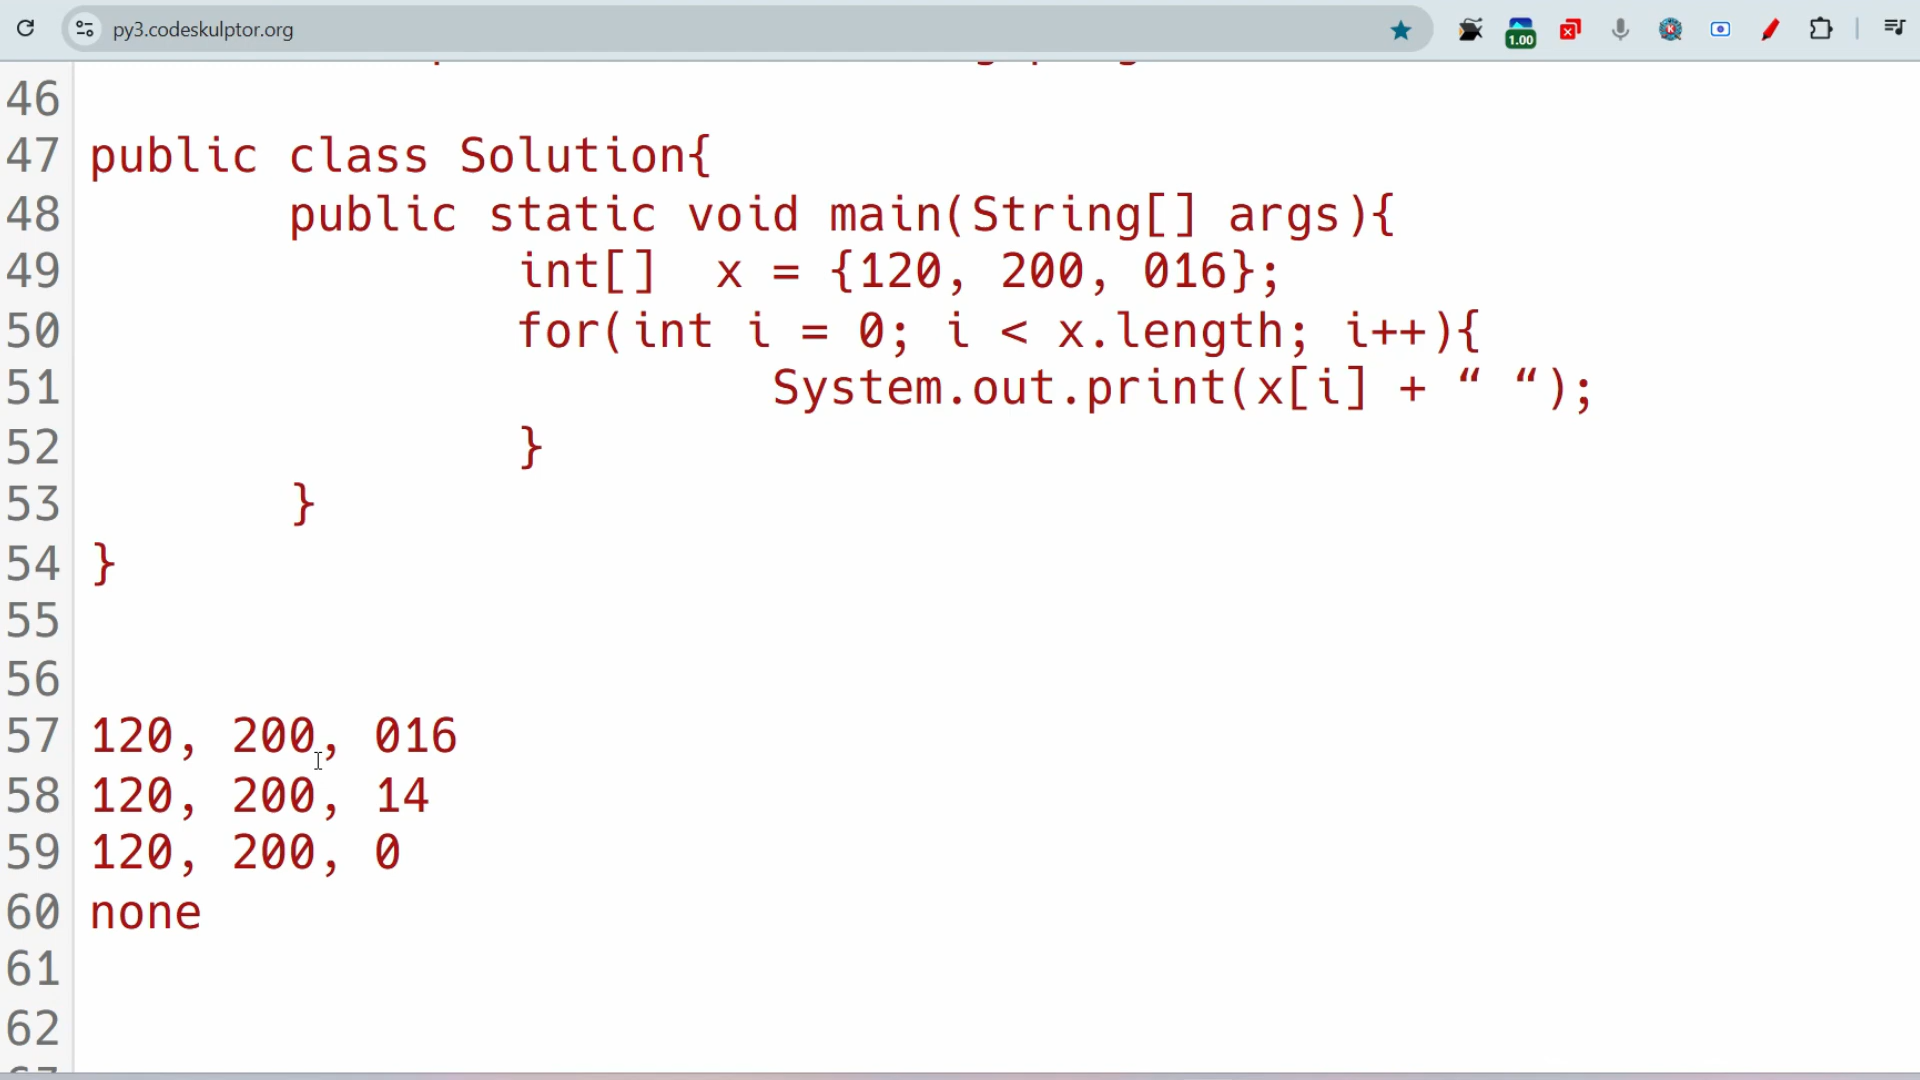 py3.codeskulptor.org
1.00
46
47 public class Solution{
48 public static void main(String[] args){
49 int[]  x = {120, 200, 016};
50 for(int i = 0; i < x.length; i++){
51 System.out.print(x[i] + “ “);
52 }
53 }
54 }
55
56
57 120, 200, 016
58 120, 200, 14
59 120, 200, 0
60 none
61
62